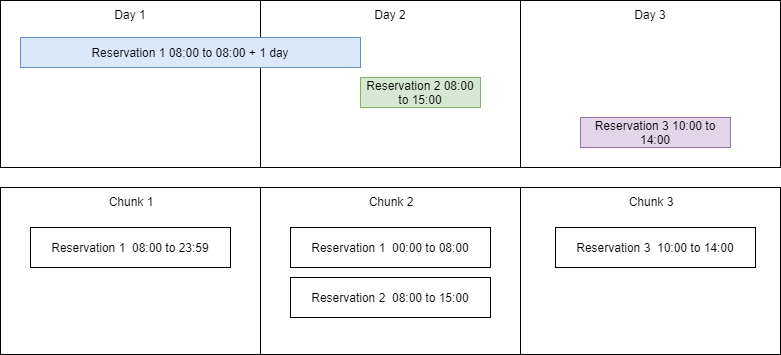 Day 1
Day 2
Day 3
Reservation 1 08:00 to 08:00 + 1 day
Reservation 2 08:00
to 15:00
Reservation 3 10:00 to
14:00
Chunk 1
Chunk 2
Chunk 3
Reservation 1  08:00 to 23:59
Reservation 1  00:00 to 08:00
Reservation 3  10:00 to 14:00
Reservation 2  08:00 to 15:00